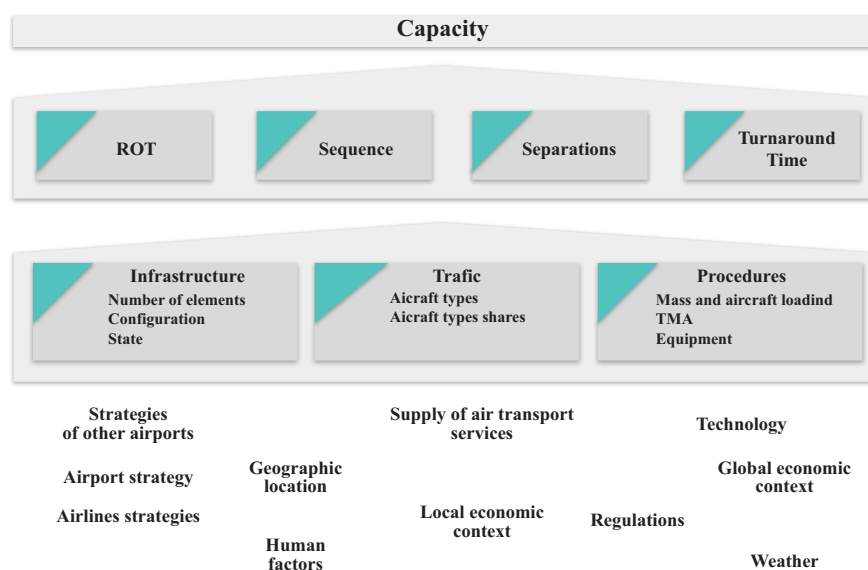 Capacity
ROT
Sequence
Separations
Turnaround
Time
Infrastructure
Number of elements
Configuration
State
Trafic
Aicraft types
Aicraft types shares
Procedures
Mass and aircraft loadind
TMA
Equipment
Strategies
of other airports
Supply of air transport
services
Technology
Airport strategy
Geographic
location
Global economic
context
Airlines strategies
Local economic
context
Regulations
Human
factors
Weather